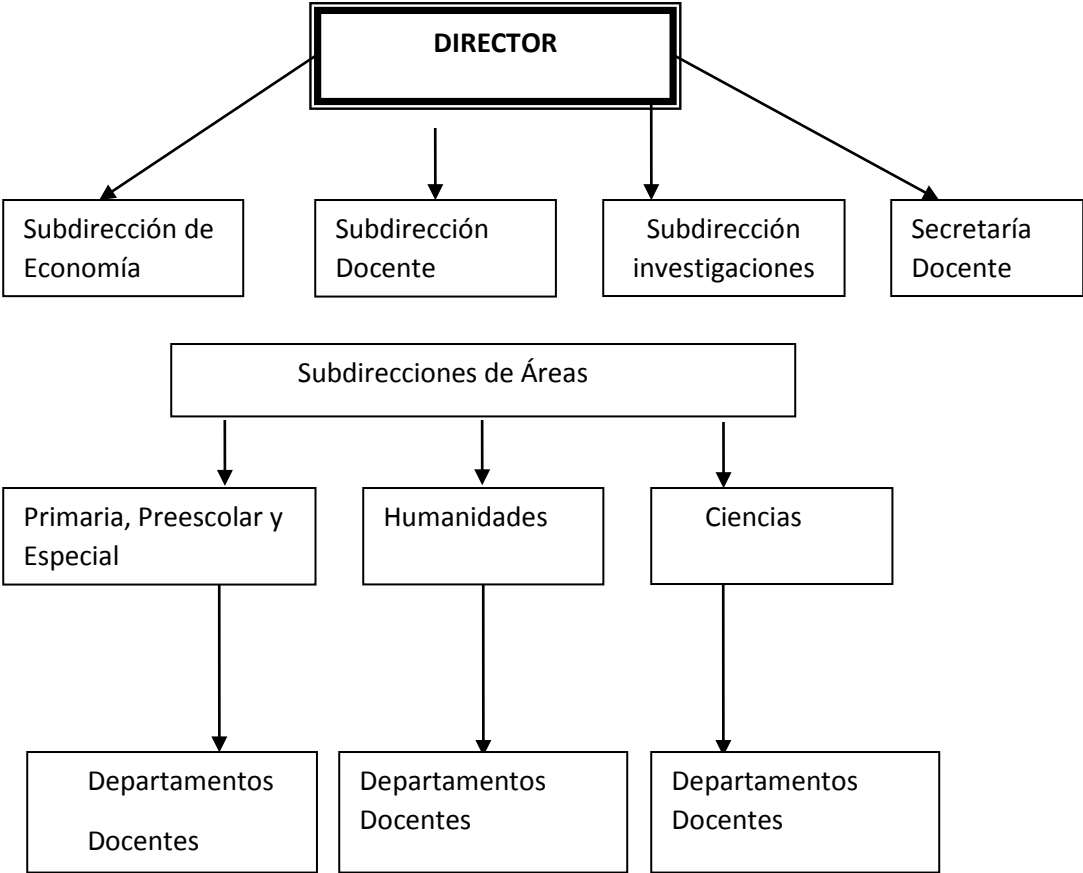 DIRECTOR
Subdirección de
Economía
Subdirección
Docente
Subdirección
investigaciones
Secretaría
Docente
Subdirecciones de Áreas
Primaria, Preescolar y
Especial
Humanidades
Ciencias
Departamentos
Docentes
Departamentos
Docentes
Departamentos
Docentes